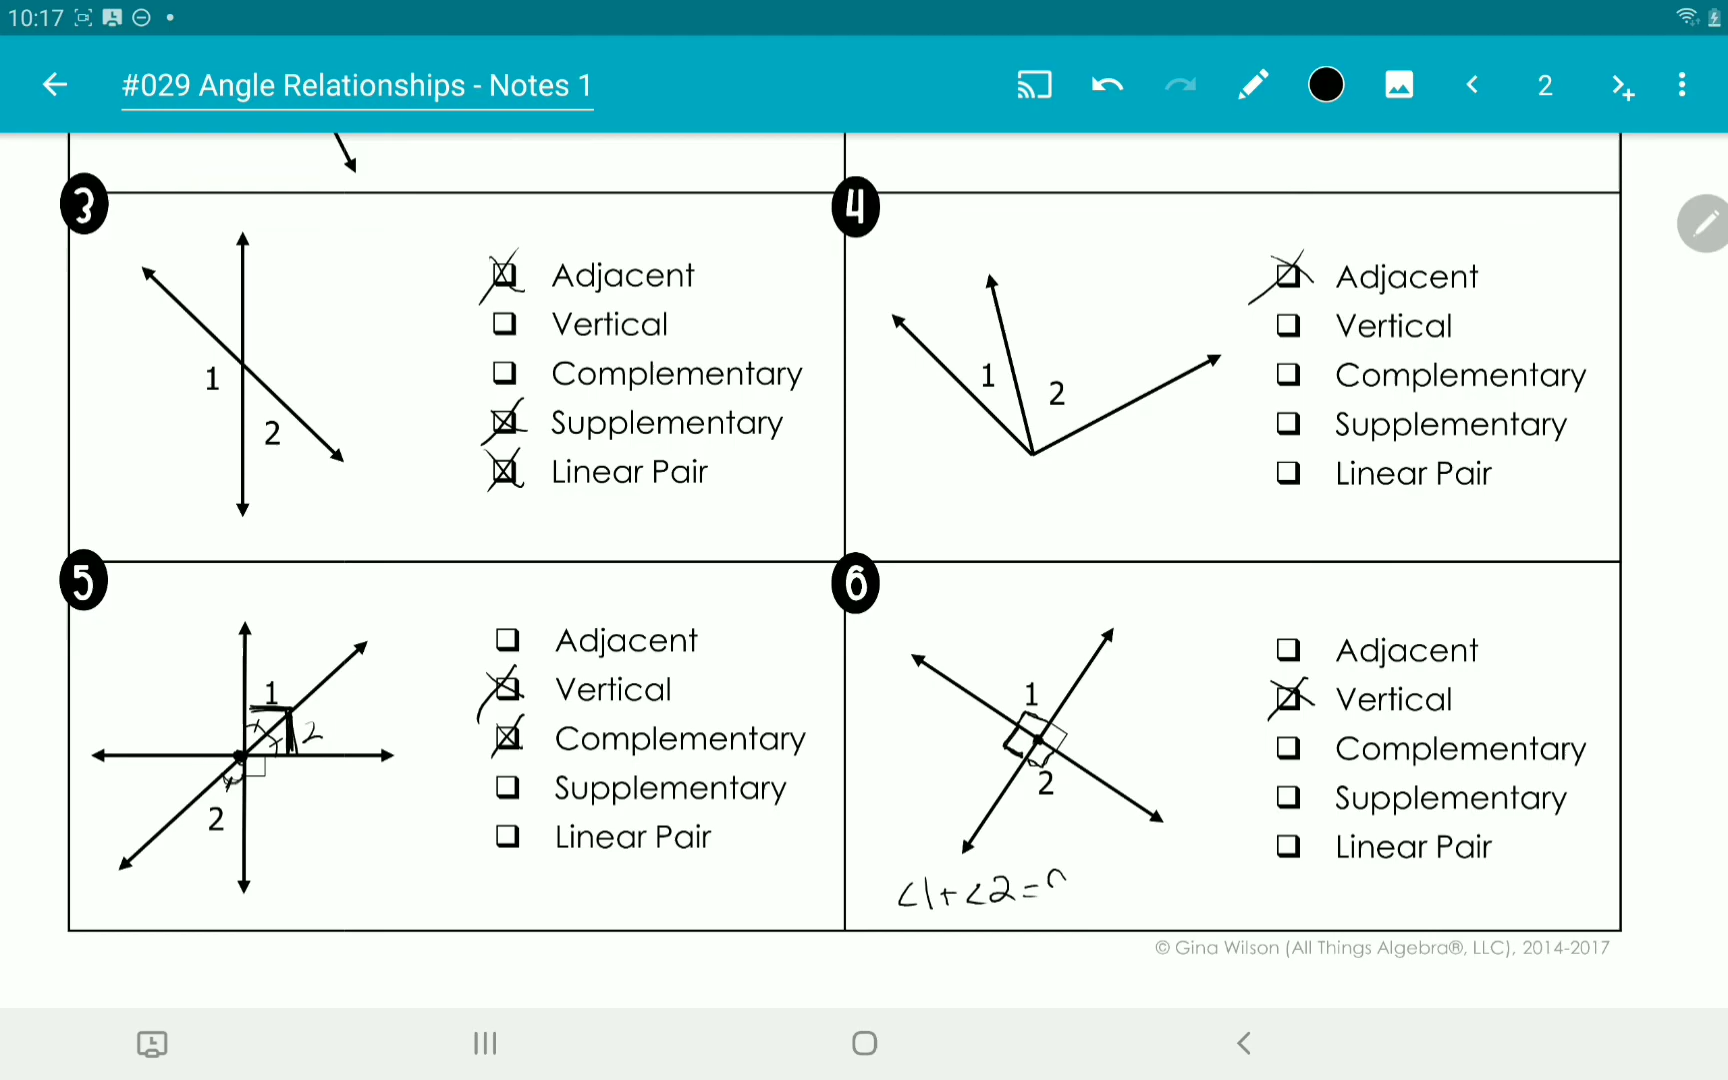 10:17
#029 Angle Relationships - Notes 1
2
3
1
2
Adjacent
Vertical
Complementary
Supplementary
Linear Pair
4
1
2
Adjacent
Vertical
Complementary
Supplementary
Linear Pair
5
1
2
2
Adjacent
Vertical
Complementary
Supplementary
Linear Pair
6
1
2
Adjacent
Vertical
Complementary
Supplementary
Linear Pair
∠1+∠2=
© Gina Wilson (All Things Algebra®, LLC), 2014-2017